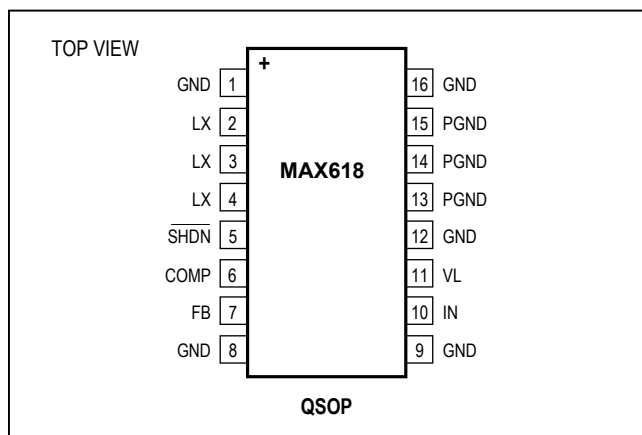 TOP VIEW
+
GND 1
LX 2
LX 3
LX 4
SHDN 5
COMP 6
FB 7
GND 8
MAX618
16 GND
15 PGND
14 PGND
13 PGND
12 GND
11 VL
10 IN
9 GND
QSOP